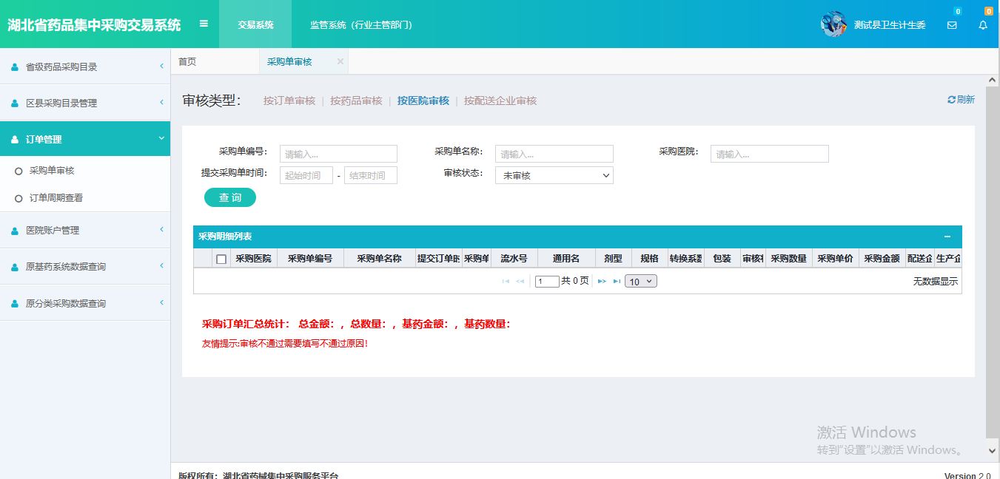 湖北省药品集中采购交易系统 交易系统 监管系统（行业主管部门） 测试县卫生计生委 0 0
省级药品采购目录
区县采购目录管理
订单管理
采购单审核
订单周期查看
医院账户管理
原基药系统数据查询
原分类采购数据查询
首页 采购单审核
审核类型： 按订单审核 | 按药品审核 | 按医院审核 | 按配送企业审核 刷新
采购单编号： 请输入... 采购单名称： 请输入... 采购医院： 请输入...
提交采购单时间： 起始时间 - 结束时间 审核状态： 未审核
查 询
采购明细列表
采购医院 采购单编号 采购单名称 提交订单时 采购单 流水号 通用名 剂型 规格 转换系数 包装 审核 采购数量 采购单价 采购金额 配送企 生产企
1 共 0 页 10 无数据显示
采购订单汇总统计： 总金额：，总数量：，基药金额：，基药数量：
友情提示:审核不通过需要填写不通过原因!
激活 Windows
转到"设置"以激活 Windows。
版权所有：湖北省药械集中采购服务平台 Version 2.0